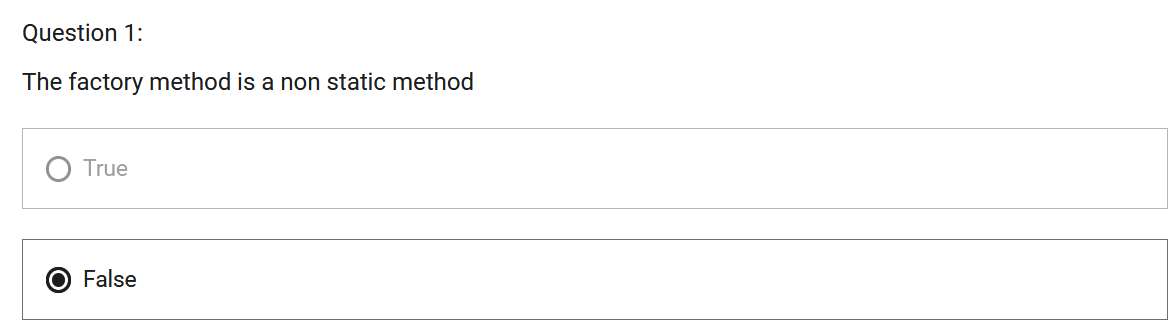 Question 1:
The factory method is a non static method
True
False